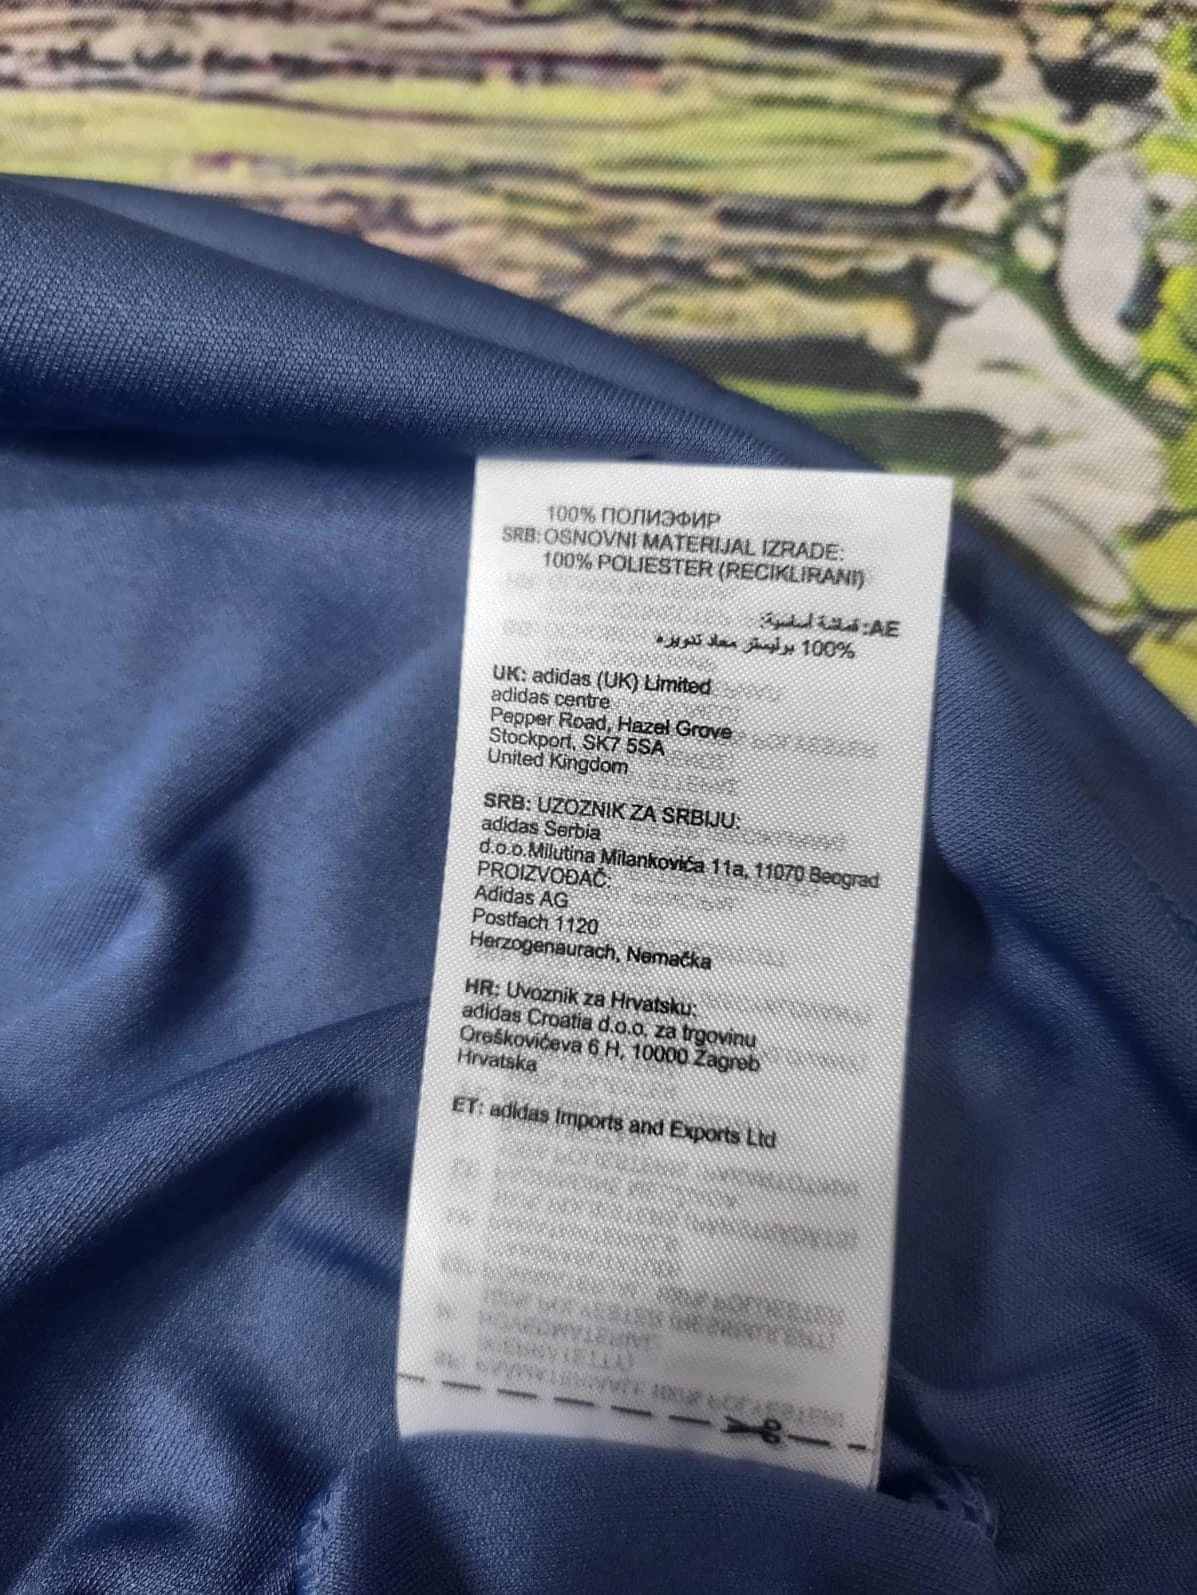 100% ПОЛИЭФИР
SRB: OSNOVNI MATERIJAL IZRADE:
100% POLIESTER (RECIKLIRANI)
AE: قماشة أساسية:
100% بوليستر معاد تدويره
UK: adidas (UK) Limited
adidas centre
Pepper Road, Hazel Grove
Stockport, SK7 5SA
United Kingdom
SRB: UZOZNIK ZA SRBIJU:
adidas Serbia
d.o.o.Milutina Milankovića 11a, 11070 Beograd
PROIZVOĐAČ:
Adidas AG
Postfach 1120
Herzogenaurach, Nemačka
HR: Uvoznik za Hrvatsku:
adidas Croatia d.o.o. za trgovinu
Oreškovićeva 6 H, 10000 Zagreb
Hrvatska
ET: adidas Imports and Exports Ltd